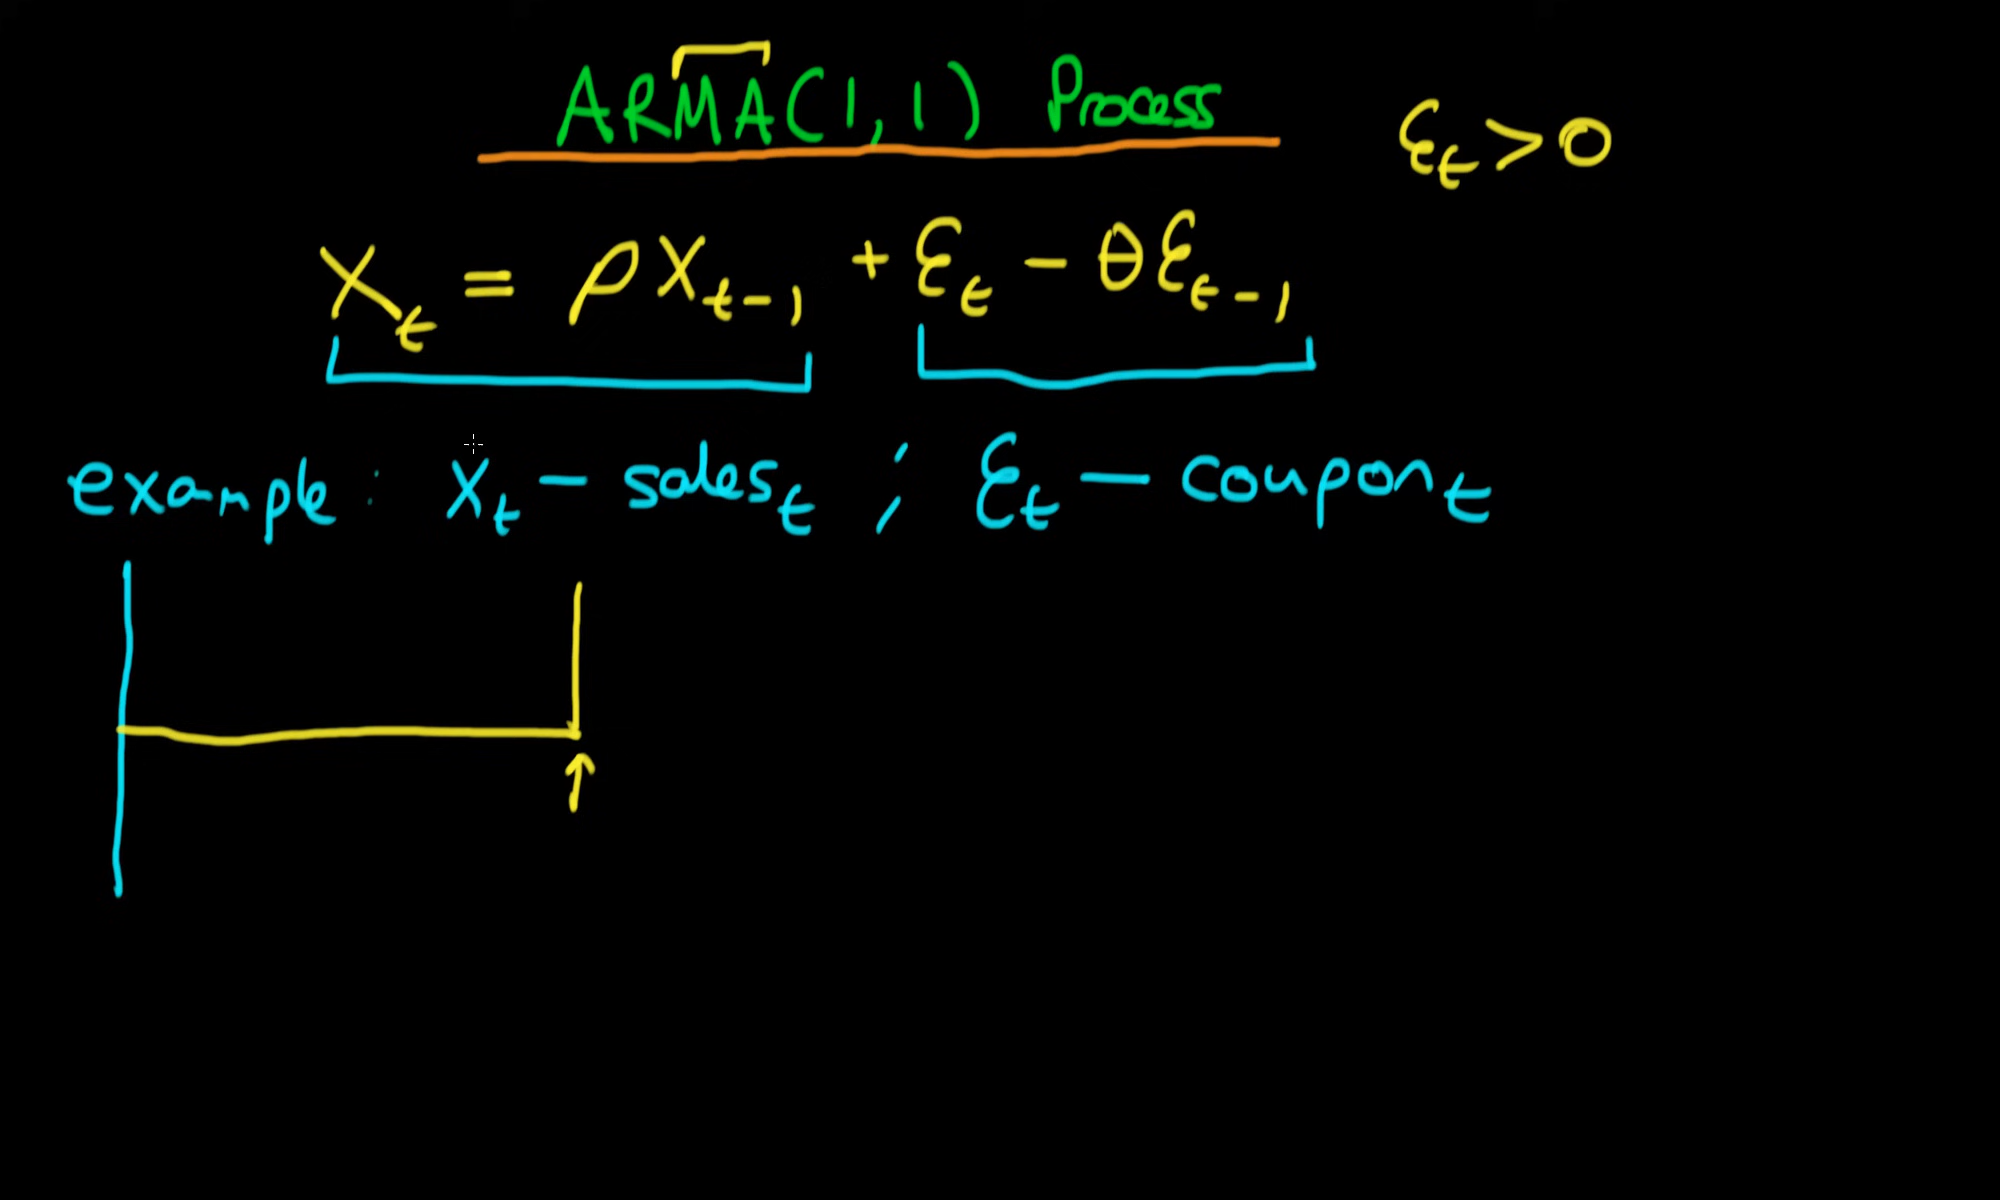 ARMA(1,1) Process
εt > 0
Xt = ρXt-1 + εt - θεt-1
example: Xt - salest ; εt - coupont